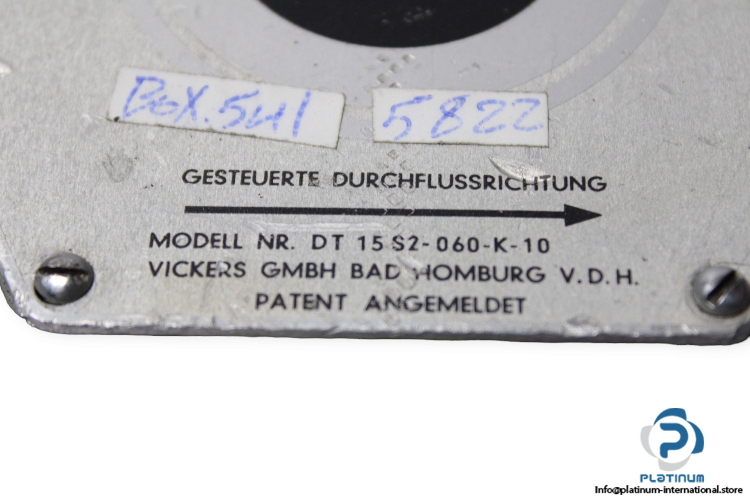 Box.541 5822
GESTEUERTE DURCHFLUSSRICHTUNG
MODELL NR. DT 15 S2-060-K-10
VICKERS GMBH BAD HOMBURG V.D.H.
PATENT ANGEMELDET
PLATINUM
Info@platinum-international.store